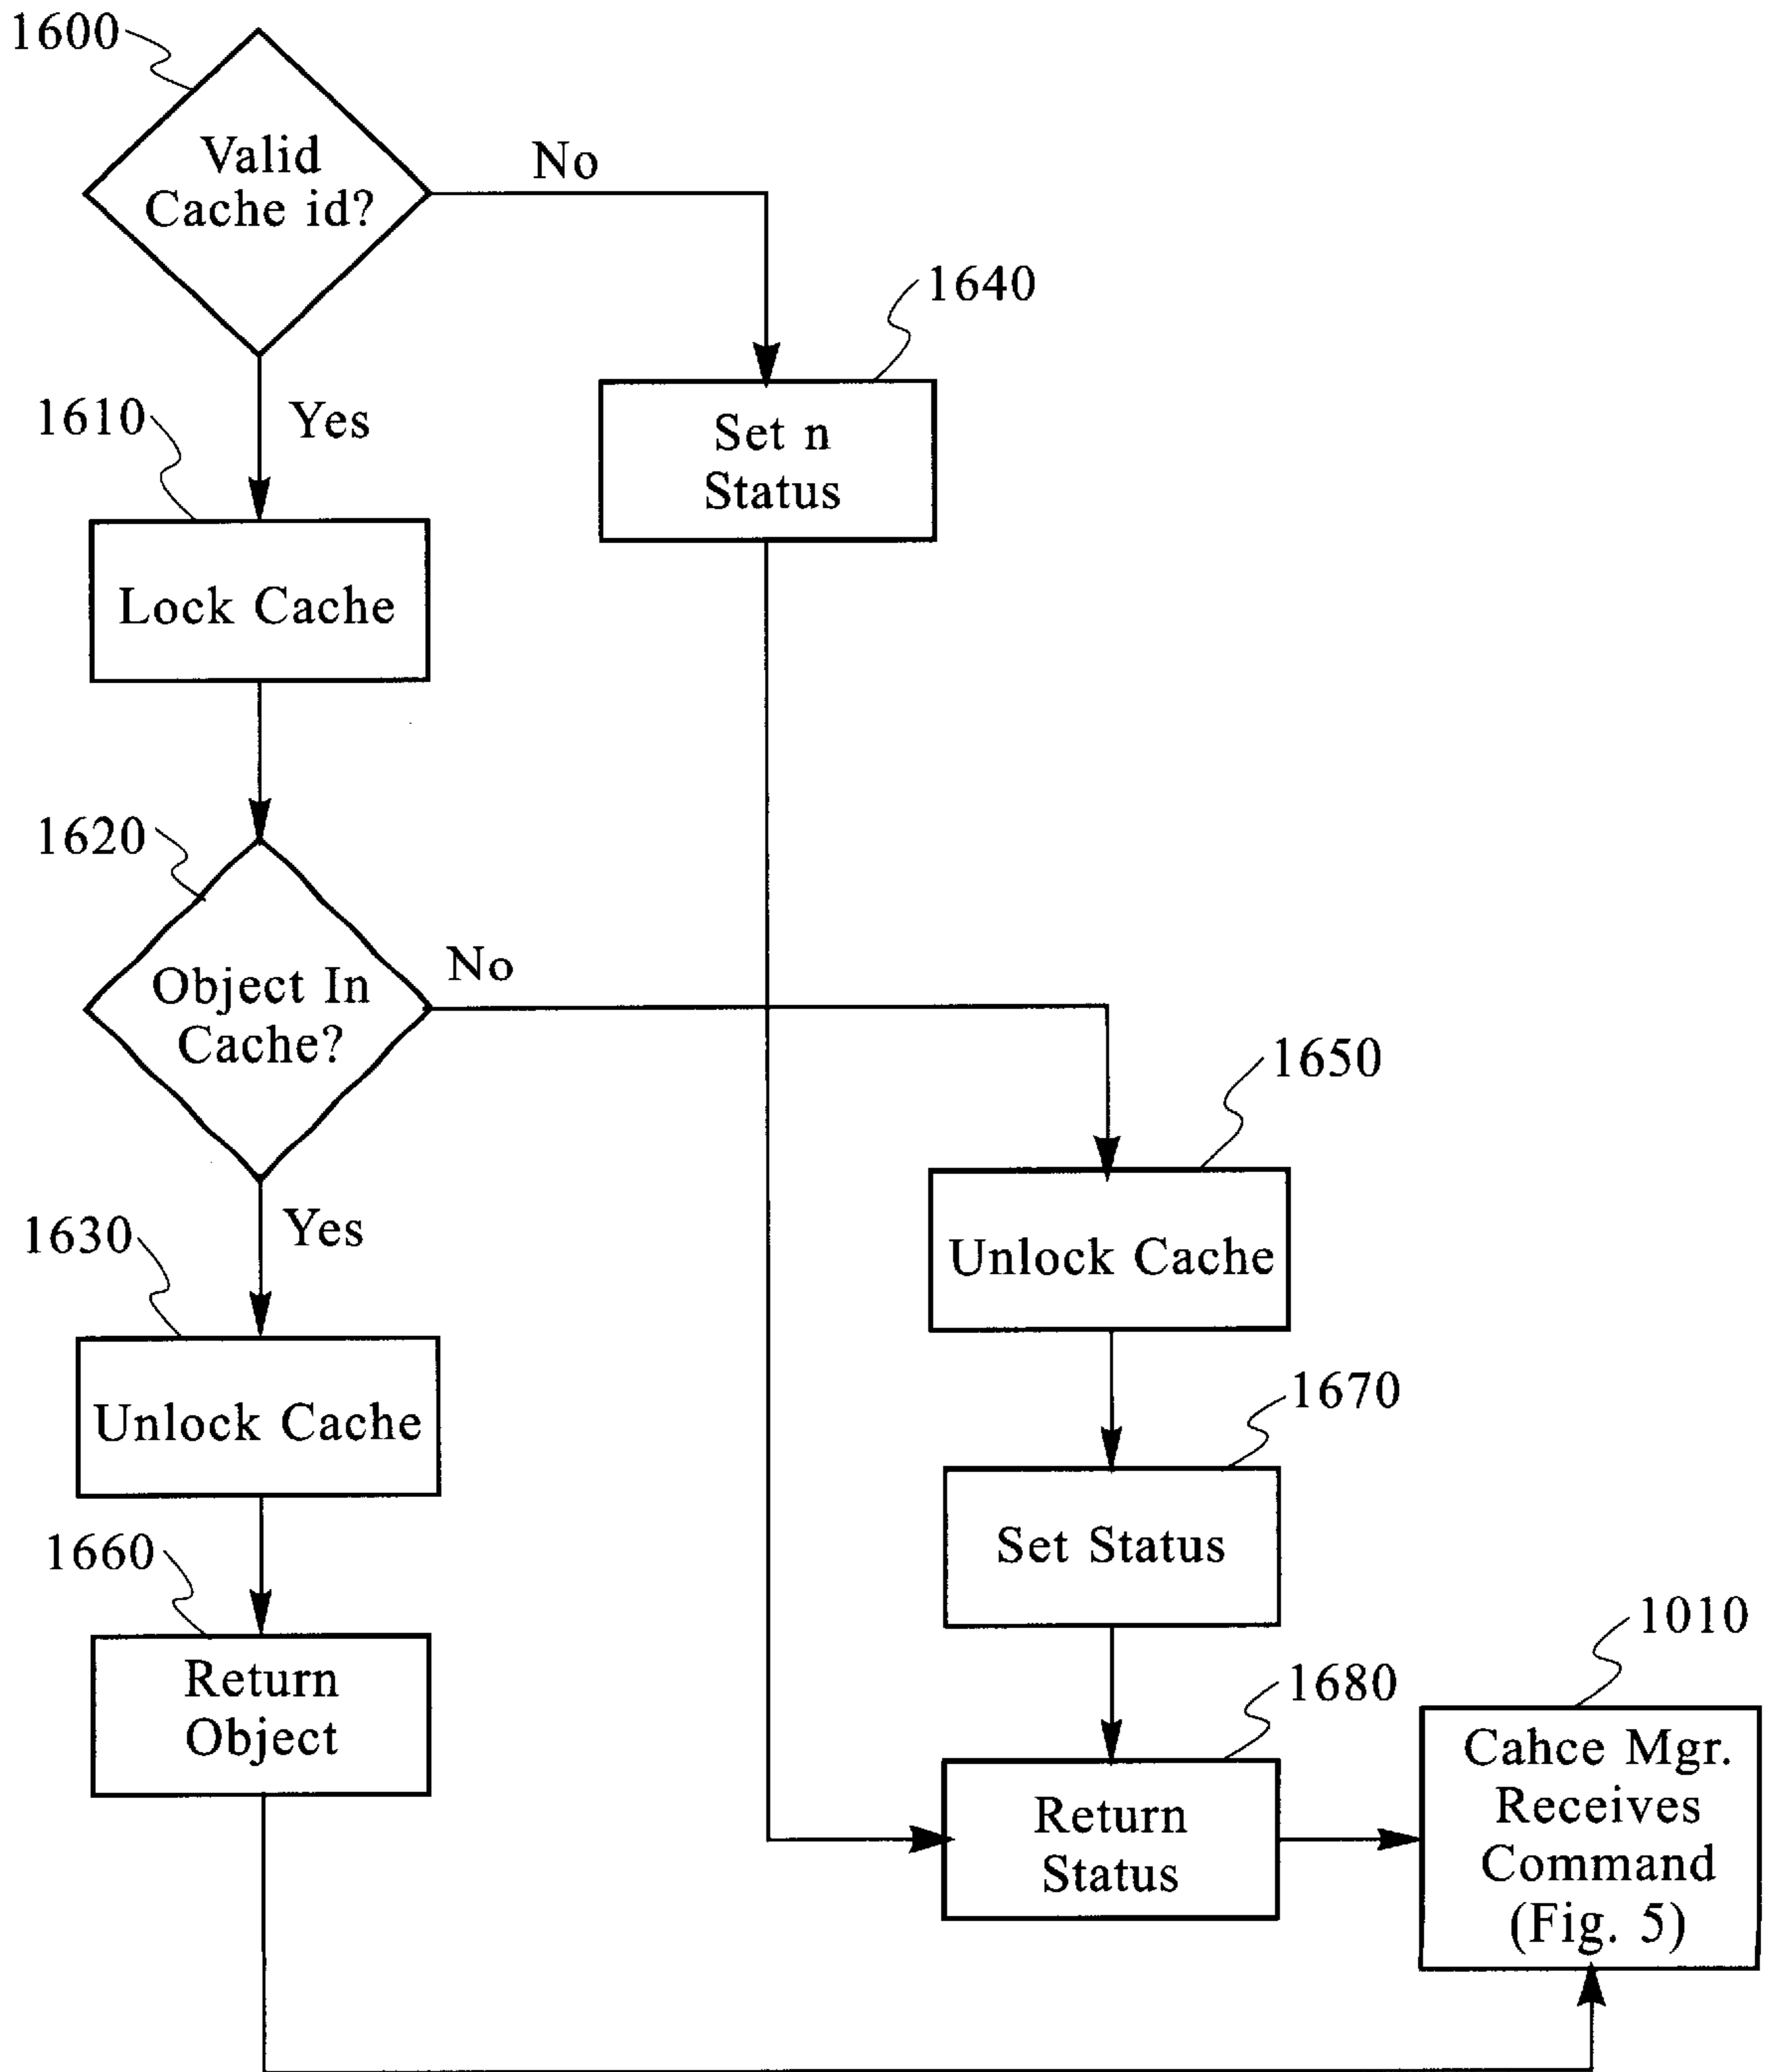 1600
Valid
Cache id?
No
1640
Set n
Status
1610
Yes
Lock Cache
1620
Object In
Cache?
No
1650
Unlock Cache
1630
Yes
Unlock Cache
1670
Set Status
1660
Return
Object
1680
Return
Status
1010
Cahce Mgr.
Receives
Command
(Fig. 5)